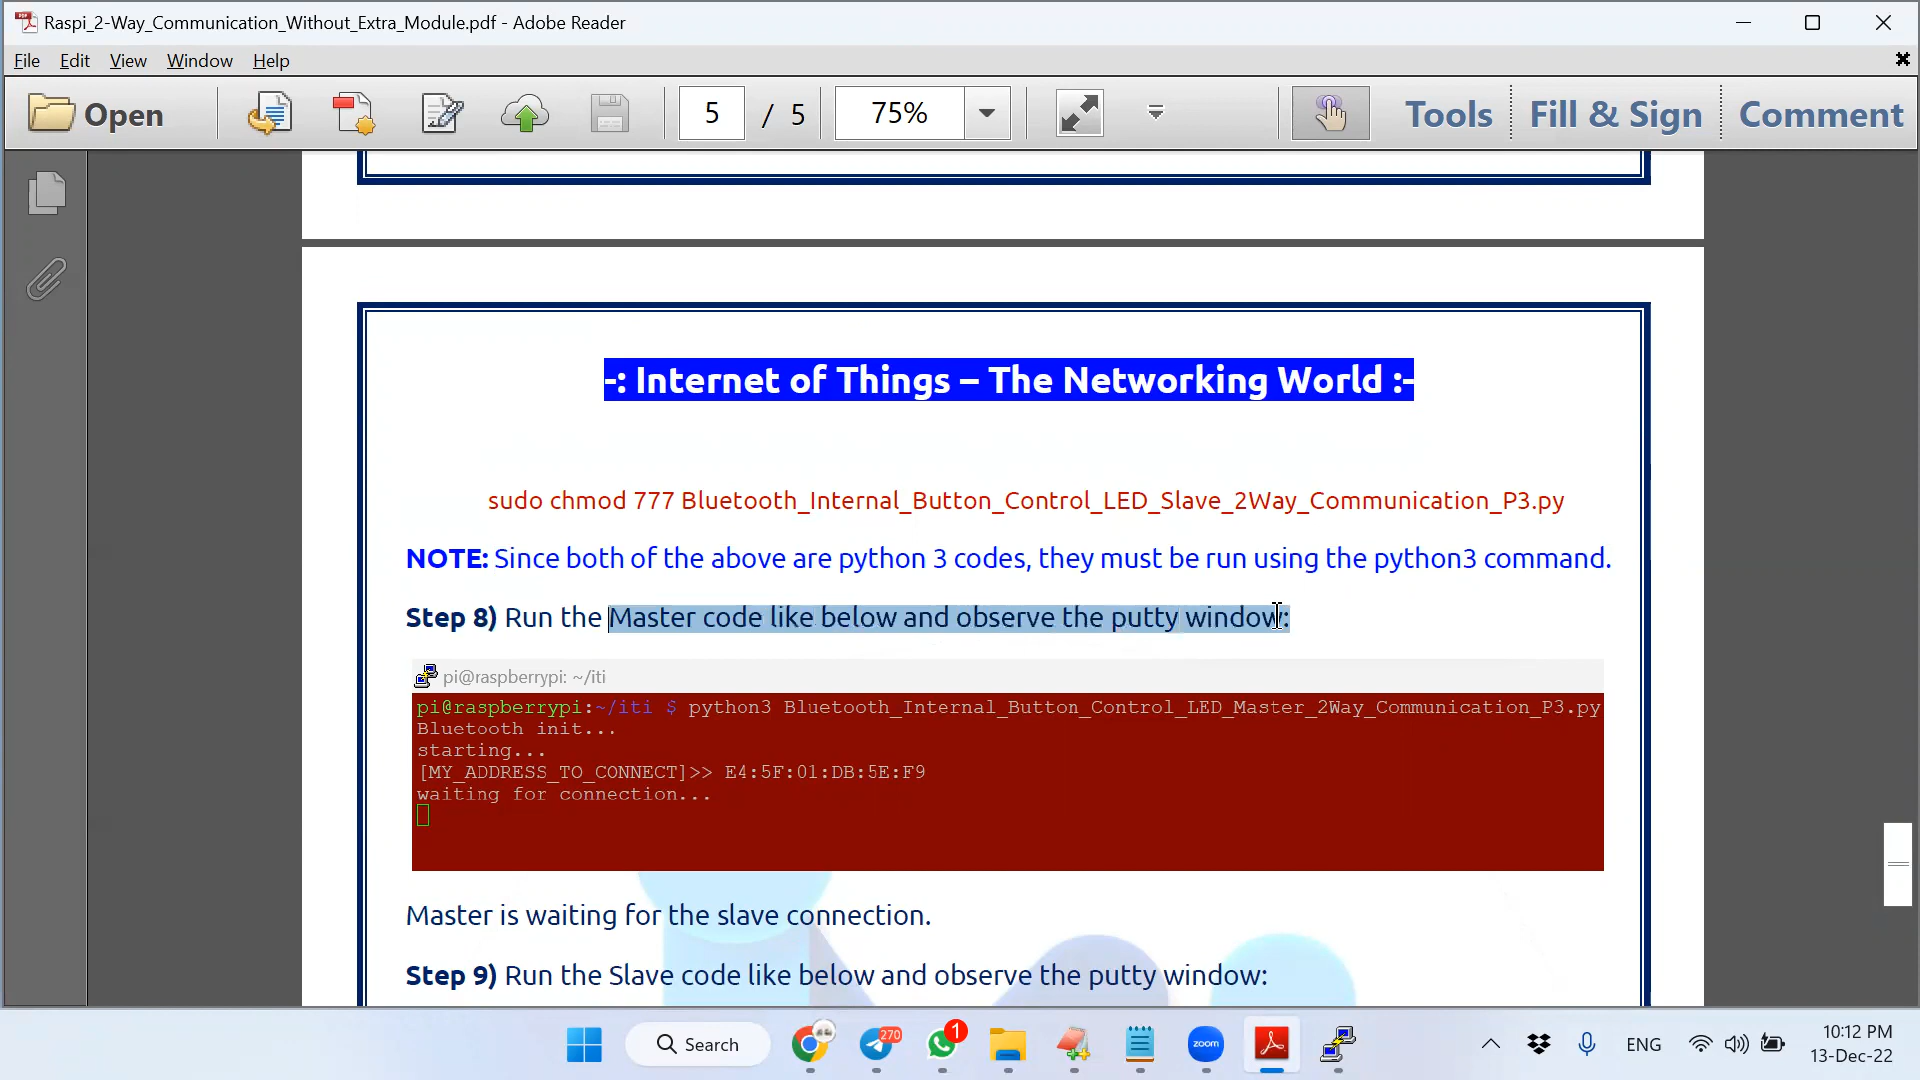 Raspi_2-Way_Communication_Without_Extra_Module.pdf - Adobe Reader
File Edit View Window Help
Open 5 / 5 75% Tools Fill & Sign Comment
-: Internet of Things – The Networking World :-
sudo chmod 777 Bluetooth_Internal_Button_Control_LED_Slave_2Way_Communication_P3.py
NOTE: Since both of the above are python 3 codes, they must be run using the python3 command.
Step 8) Run the Master code like below and observe the putty window:
pi@raspberrypi: ~/iti
pi@raspberrypi:~/iti $ python3 Bluetooth_Internal_Button_Control_LED_Master_2Way_Communication_P3.py
Bluetooth init...
starting...
[MY_ADDRESS_TO_CONNECT]>> E4:5F:01:DB:5E:F9
waiting for connection...
Master is waiting for the slave connection.
Step 9) Run the Slave code like below and observe the putty window:
Search 270 1 zoom ENG 10:12 PM
13-Dec-22